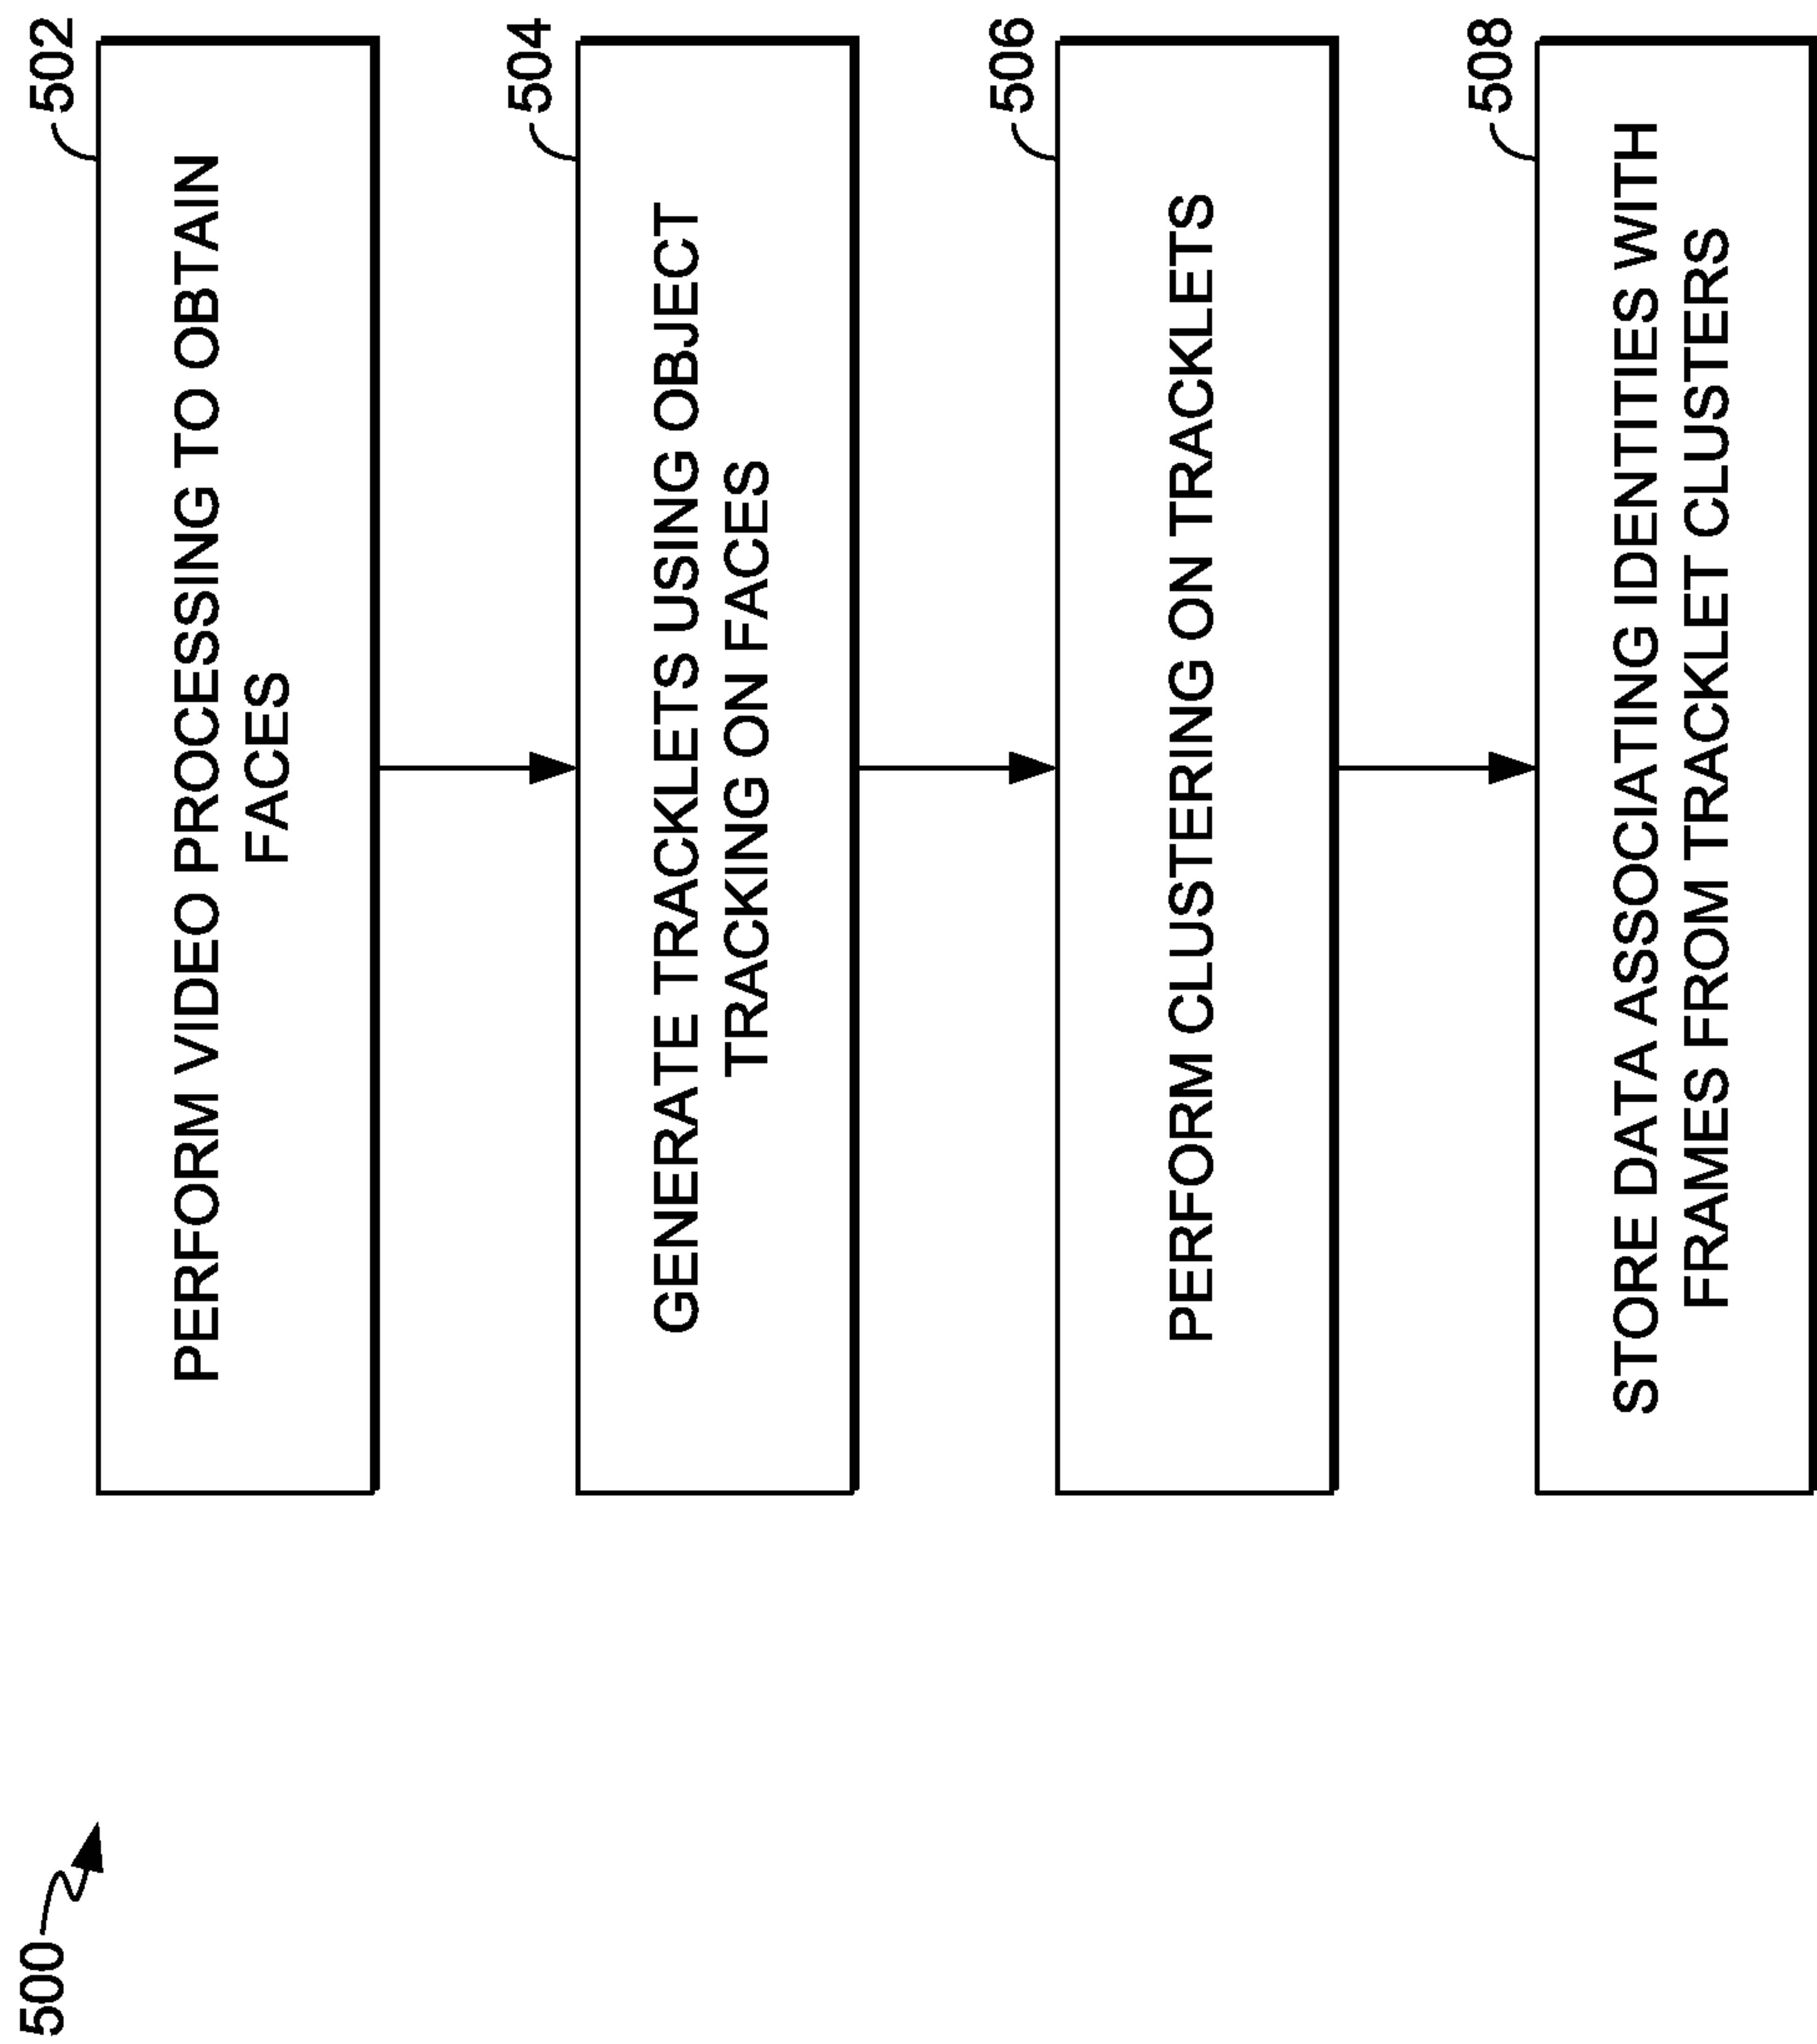 500
502
PERFORM VIDEO PROCESSING TO OBTAIN
FACES
504
GENERATE TRACKLETS USING OBJECT
TRACKING ON FACES
506
PERFORM CLUSTERING ON TRACKLETS
508
STORE DATA ASSOCIATING IDENTITIES WITH
FRAMES FROM TRACKLET CLUSTERS